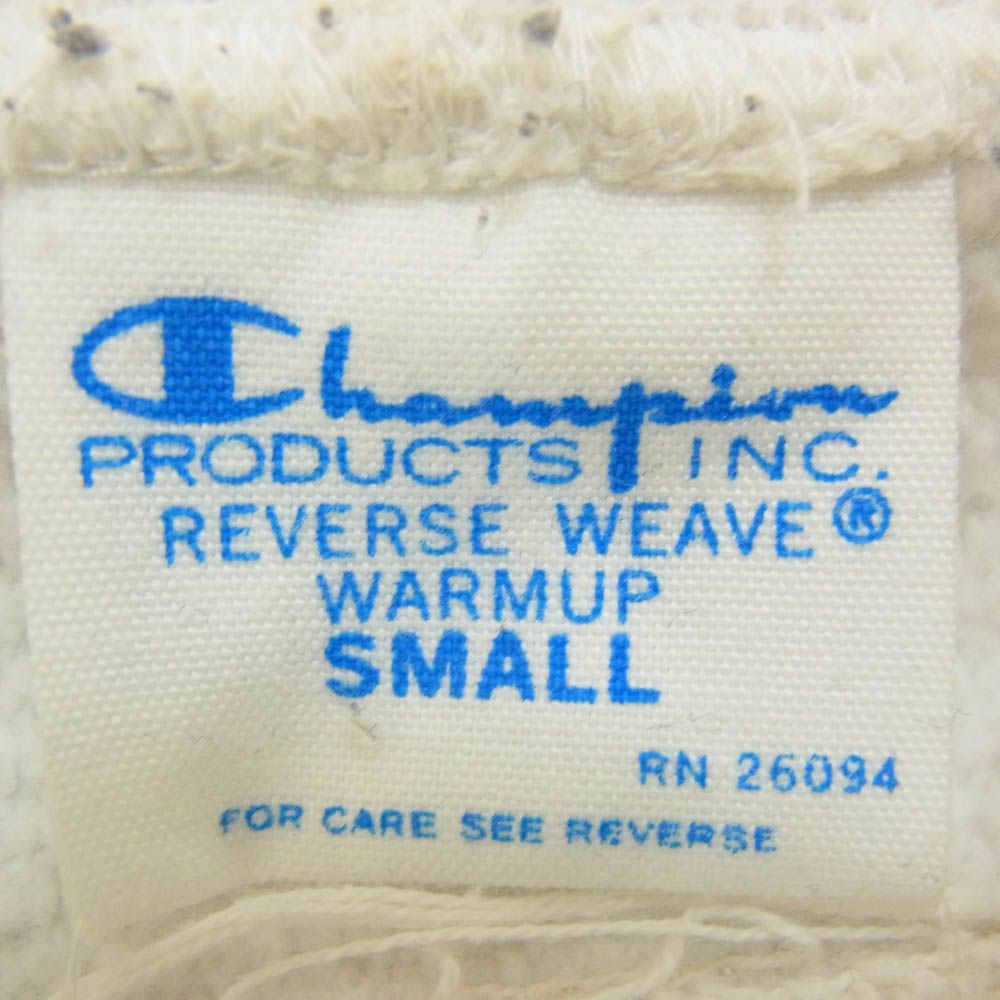 Champion
PRODUCTS INC.
REVERSE WEAVE®
WARMUP
SMALL
RN 26094
FOR CARE SEE REVERSE